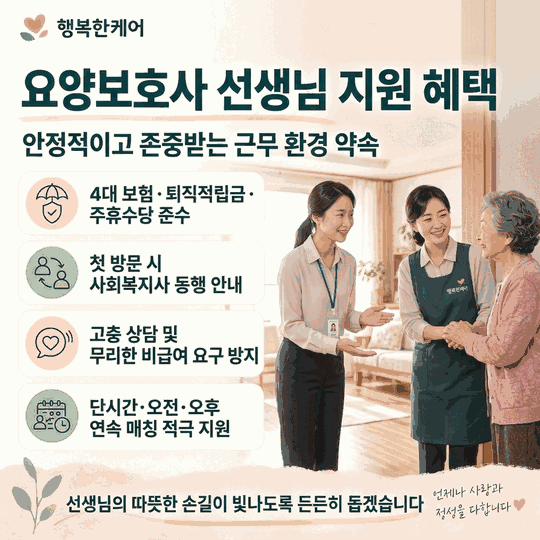 행복한케어
요양보호사 선생님 지원 혜택
안정적이고 존중받는 근무 환경 약속
4대 보험·퇴직적립금·
주휴수당 준수
첫 방문 시
사회복지사 동행 안내
고충 상담 및
무리한 비급여 요구 방지
단시간·오전·오후
연속 매칭 적극 지원
행복한케어
선생님의 따뜻한 손길이 빛나도록 든든히 돕겠습니다
언제나 사랑과
정성을 다합니다